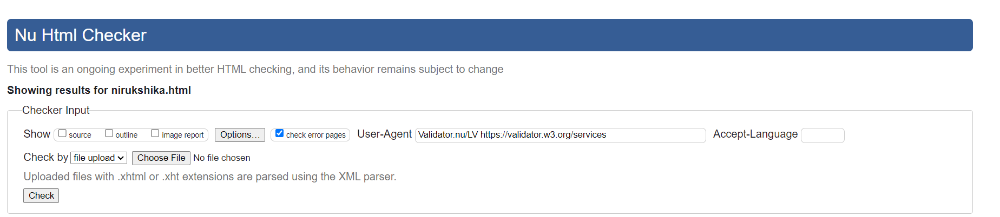 Nu Html Checker
This tool is an ongoing experiment in better HTML checking, and its behavior remains subject to change
Showing results for nirukshika.html
Checker Input
Show source outline image report Options... check error pages User-Agent Validator.nu/LV https://validator.w3.org/services Accept-Language
Check by file upload Choose File No file chosen
Uploaded files with .xhtml or .xht extensions are parsed using the XML parser.
Check